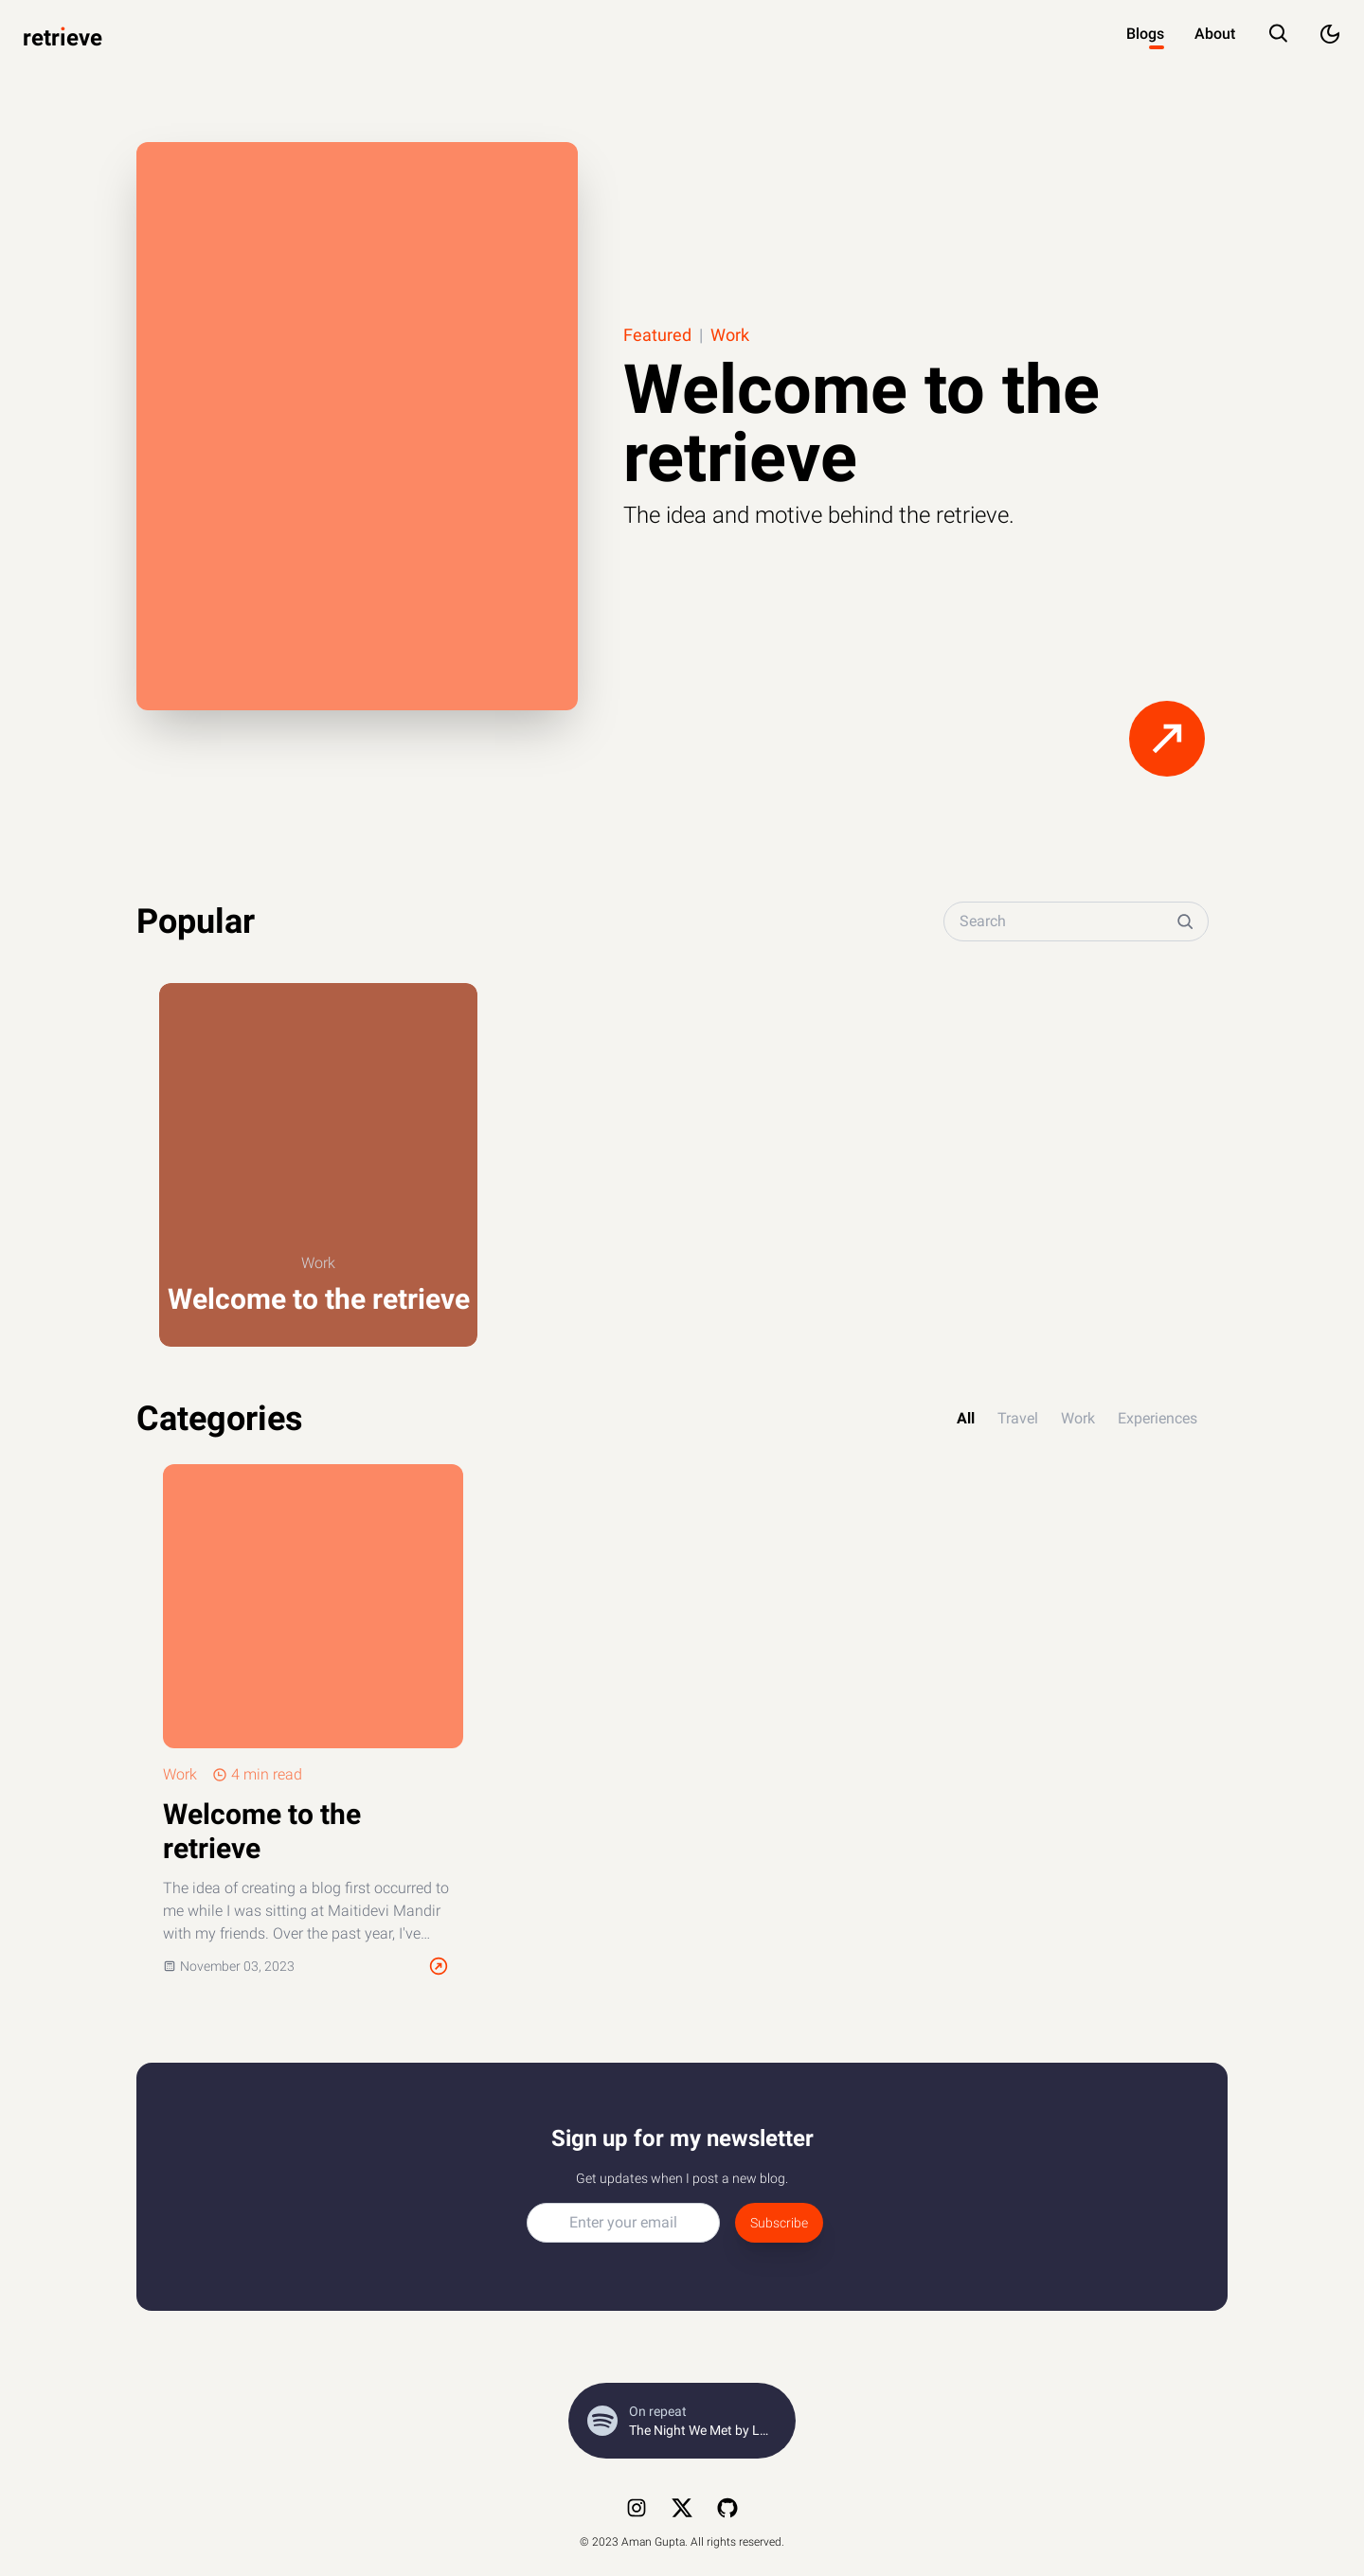 retrieve
Blogs
About
Featured | Work
Welcome to the
retrieve
The idea and motive behind the retrieve.
Popular
Search
Work
Welcome to the retrieve
Categories
All
Travel
Work
Experiences
Work
4 min read
Welcome to the
retrieve
The idea of creating a blog first occurred to
me while I was sitting at Maitidevi Mandir
with my friends. Over the past year, I've...
November 03, 2023
Sign up for my newsletter
Get updates when I post a new blog.
Enter your email
Subscribe
On repeat
The Night We Met by L...
© 2023 Aman Gupta. All rights reserved.